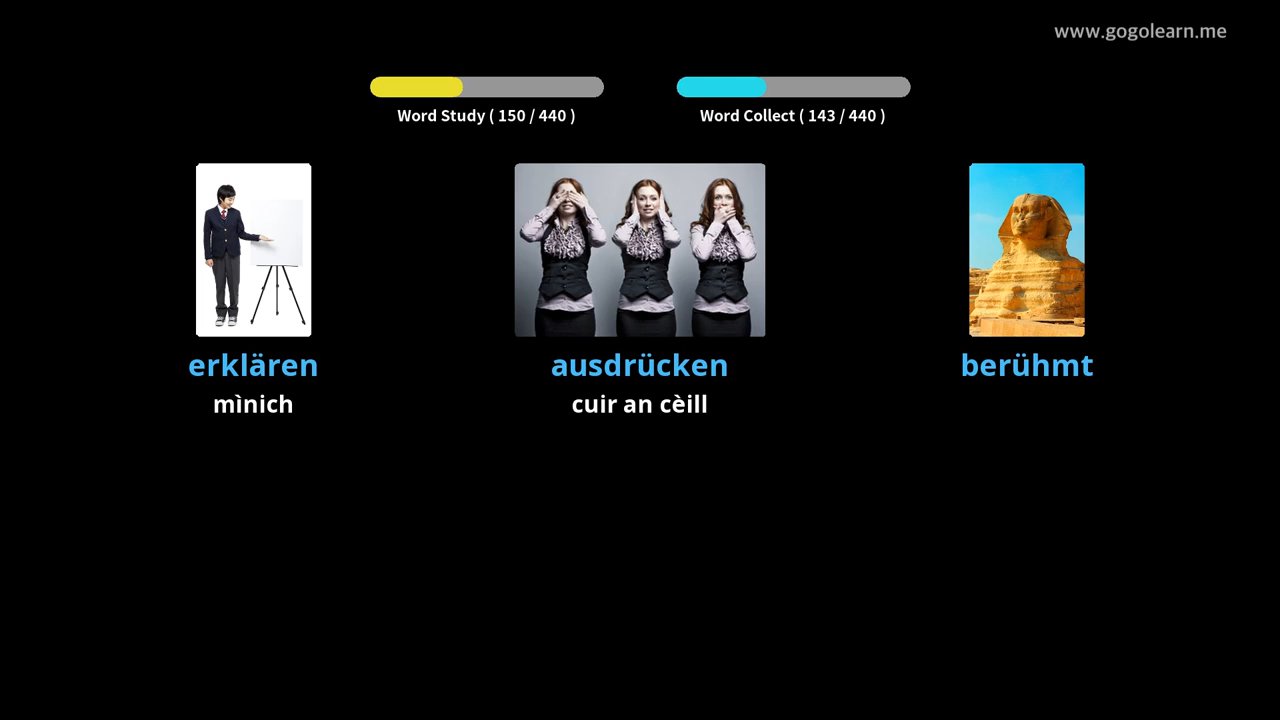 www.gogolearn.me
Word Study ( 150 / 440 )
Word Collect ( 143 / 440 )
erklären
mìnich
ausdrücken
cuir an cèill
berühmt